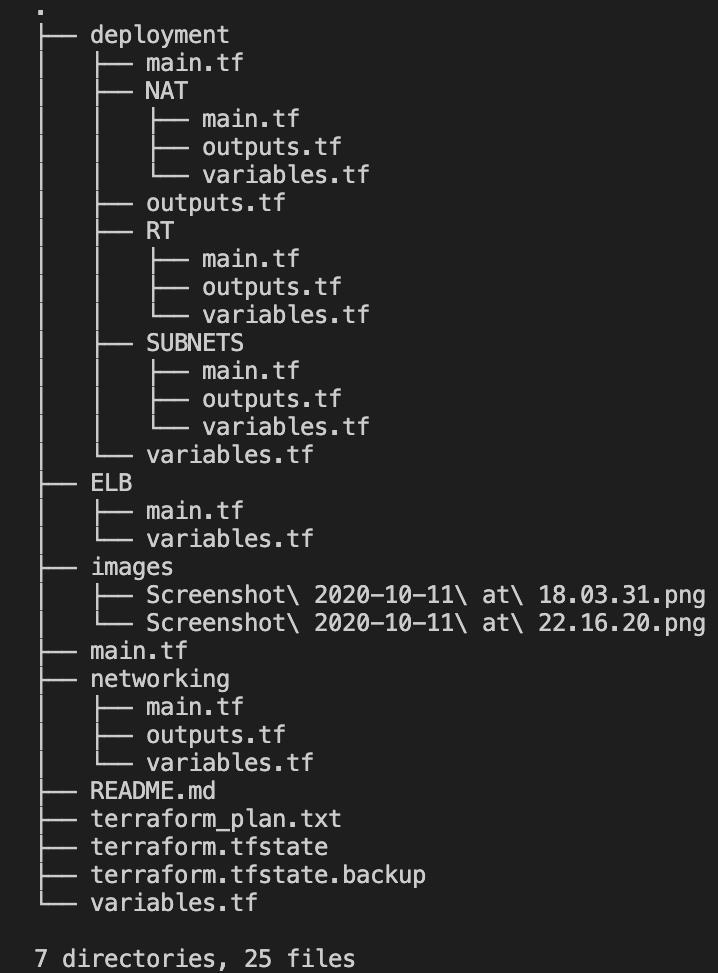 .
├── deployment
│   ├── main.tf
│   ├── NAT
│   │   ├── main.tf
│   │   ├── outputs.tf
│   │   └── variables.tf
│   ├── outputs.tf
│   ├── RT
│   │   ├── main.tf
│   │   ├── outputs.tf
│   │   └── variables.tf
│   ├── SUBNETS
│   │   ├── main.tf
│   │   ├── outputs.tf
│   │   └── variables.tf
│   └── variables.tf
├── ELB
│   ├── main.tf
│   └── variables.tf
├── images
│   ├── Screenshot\ 2020-10-11\ at\ 18.03.31.png
│   └── Screenshot\ 2020-10-11\ at\ 22.16.20.png
├── main.tf
├── networking
│   ├── main.tf
│   ├── outputs.tf
│   └── variables.tf
├── README.md
├── terraform_plan.txt
├── terraform.tfstate
├── terraform.tfstate.backup
└── variables.tf

7 directories, 25 files